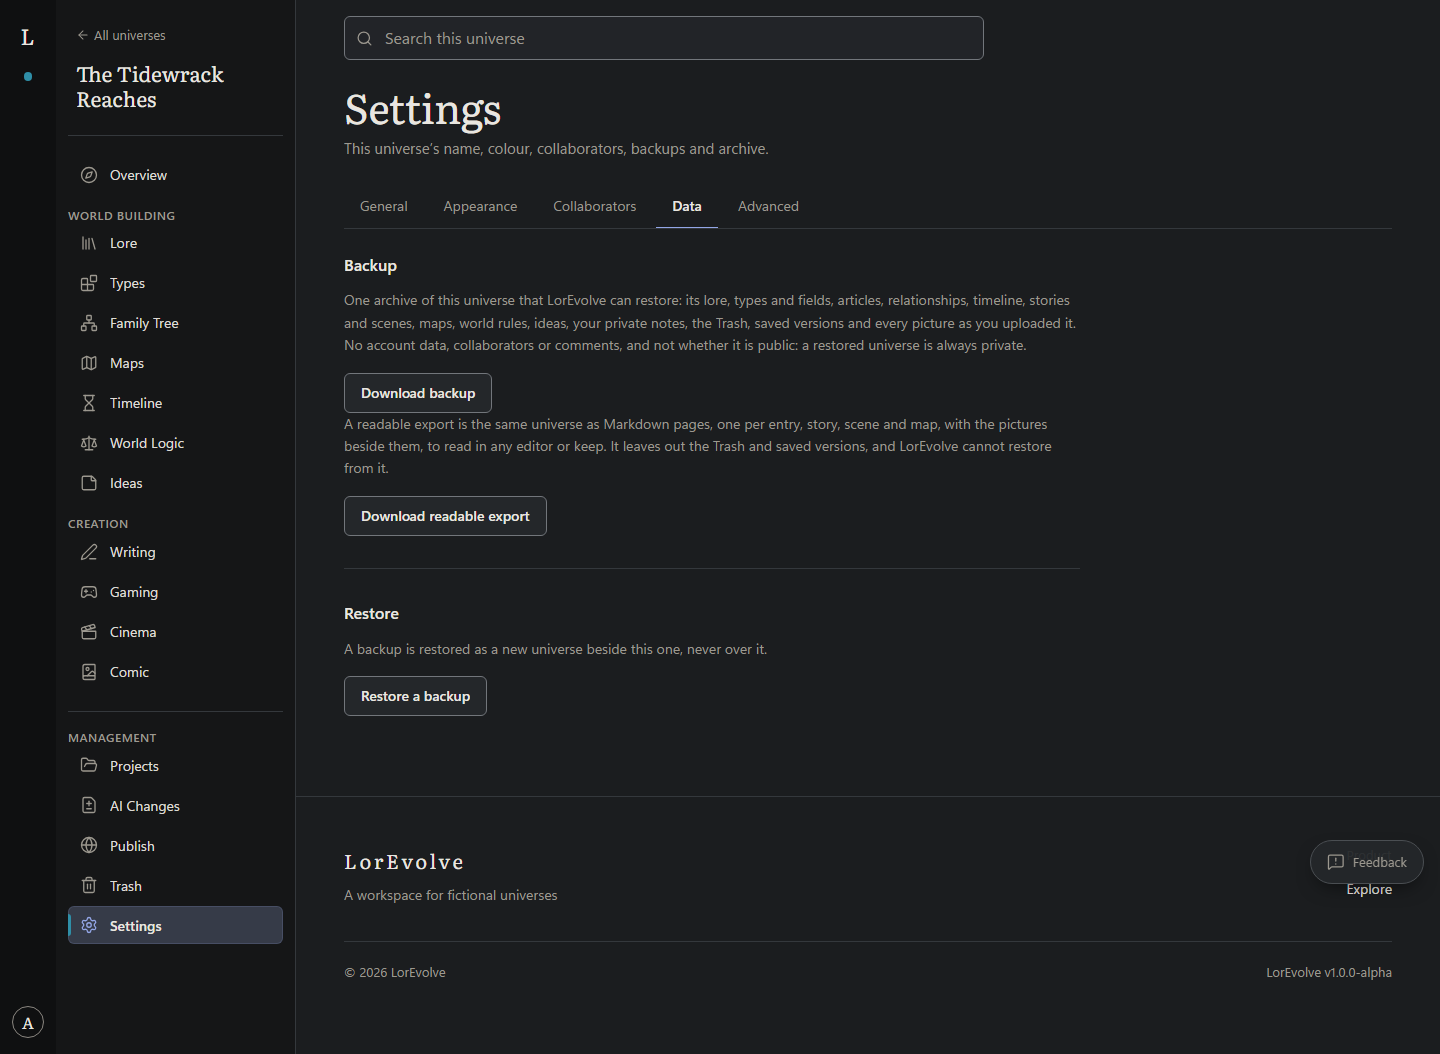 L
All universes
The Tidewrack
Reaches
Overview
WORLD BUILDING
Lore
Types
Family Tree
Maps
Timeline
World Logic
Ideas
CREATION
Writing
Gaming
Cinema
Comic
MANAGEMENT
Projects
AI Changes
Publish
Trash
Settings
A
Search this universe
Settings
This universe's name, colour, collaborators, backups and archive.
General Appearance Collaborators Data Advanced
Backup
One archive of this universe that LorEvolve can restore: its lore, types and fields, articles, relationships, timeline, stories
and scenes, maps, world rules, ideas, your private notes, the Trash, saved versions and every picture as you uploaded it.
No account data, collaborators or comments, and not whether it is public: a restored universe is always private.
Download backup
A readable export is the same universe as Markdown pages, one per entry, story, scene and map, with the pictures
beside them, to read in any editor or keep. It leaves out the Trash and saved versions, and LorEvolve cannot restore
from it.
Download readable export
Restore
A backup is restored as a new universe beside this one, never over it.
Restore a backup
LorEvolve
A workspace for fictional universes
Feedback
Explore
© 2026 LorEvolve
LorEvolve v1.0.0-alpha